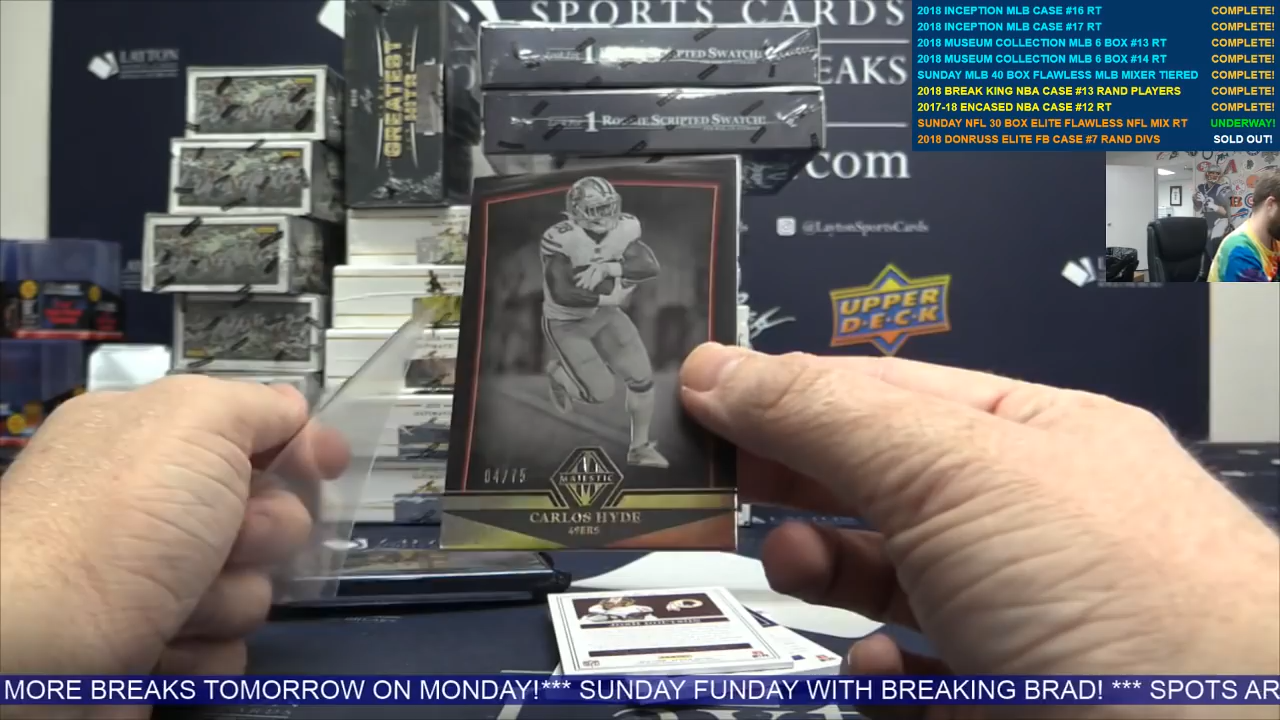 SPORTS CARDS
2018 INCEPTION MLB CASE #16 RT COMPLETE!
2018 INCEPTION MLB CASE #17 RT COMPLETE!
2018 MUSEUM COLLECTION MLB 6 BOX #13 RT COMPLETE!
2018 MUSEUM COLLECTION MLB 6 BOX #14 RT COMPLETE!
SUNDAY MLB 40 BOX FLAWLESS MLB MIXER TIERED COMPLETE!
2018 BREAK KING NBA CASE #13 RAND PLAYERS COMPLETE!
2017-18 ENCASED NBA CASE #12 RT COMPLETE!
SUNDAY NFL 30 BOX ELITE FLAWLESS NFL MIX RT UNDERWAY!
2018 DONRUSS ELITE FB CASE #7 RAND DIVS SOLD OUT!
LAYTON
GREATEST
HITS
EAKS
1 ROOKIE SCRIPTED SWATCH
.com
@LaytonSportsCards
UPPER
DECK
04/75
MAJESTIC
CARLOS HYDE
49ERS
MORE BREAKS TOMORROW ON MONDAY!*** SUNDAY FUNDAY WITH BREAKING BRAD! *** SPOTS AR